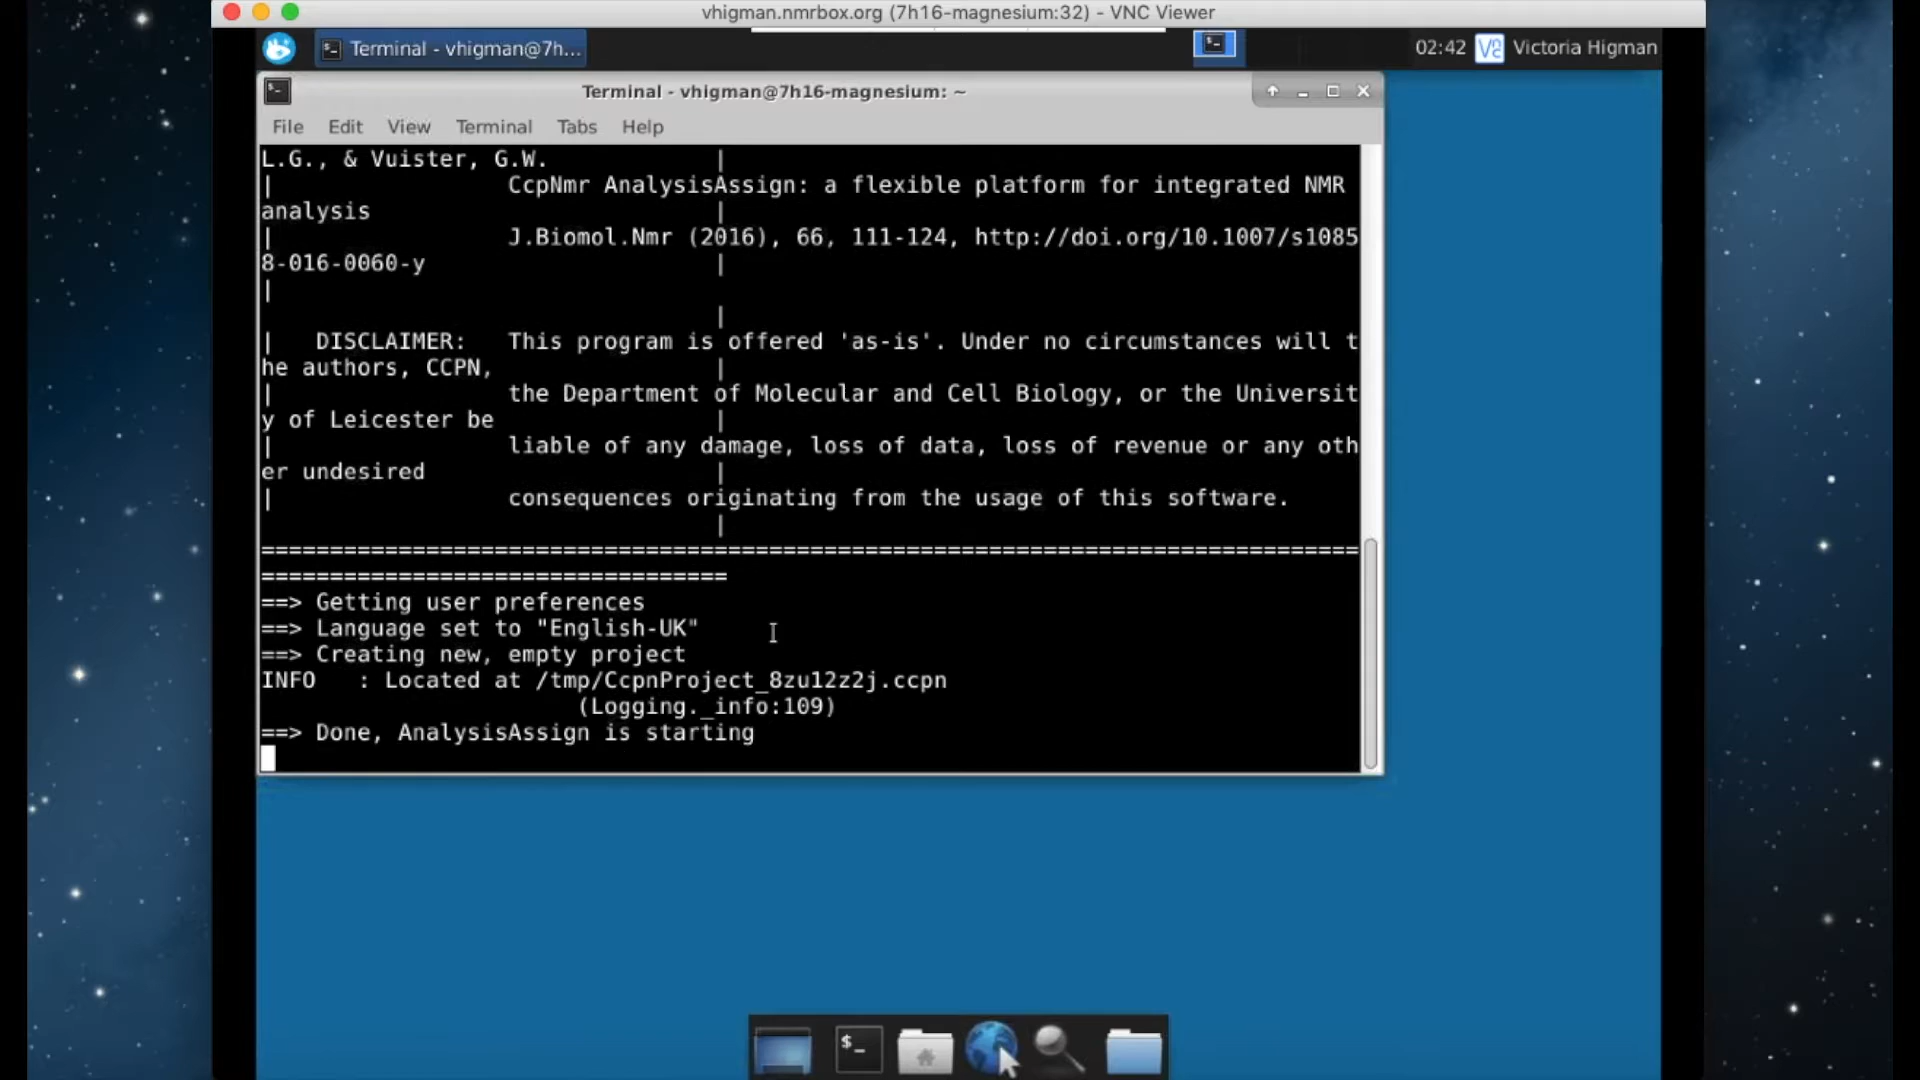 vhigman.nmrbox.org (7h16-magnesium:32) - VNC Viewer
Terminal - vhigman@7h...
02:42
Victoria Higman
Terminal - vhigman@7h16-magnesium: ~
File Edit View Terminal Tabs Help
L.G., & Vuister, G.W. |
| CcpNmr AnalysisAssign: a flexible platform for integrated NMR
analysis |
| J.Biomol.Nmr (2016), 66, 111-124, http://doi.org/10.1007/s1085
8-016-0060-y |
|
|
| DISCLAIMER: This program is offered 'as-is'. Under no circumstances will t
he authors, CCPN, |
| the Department of Molecular and Cell Biology, or the Universit
y of Leicester be |
| liable of any damage, loss of data, loss of revenue or any oth
er undesired |
| consequences originating from the usage of this software.
|
================================================================================
==================================
==> Getting user preferences
==> Language set to "English-UK"
==> Creating new, empty project
INFO : Located at /tmp/CcpnProject_8zu12z2j.ccpn
(Logging._info:109)
==> Done, AnalysisAssign is starting
$_